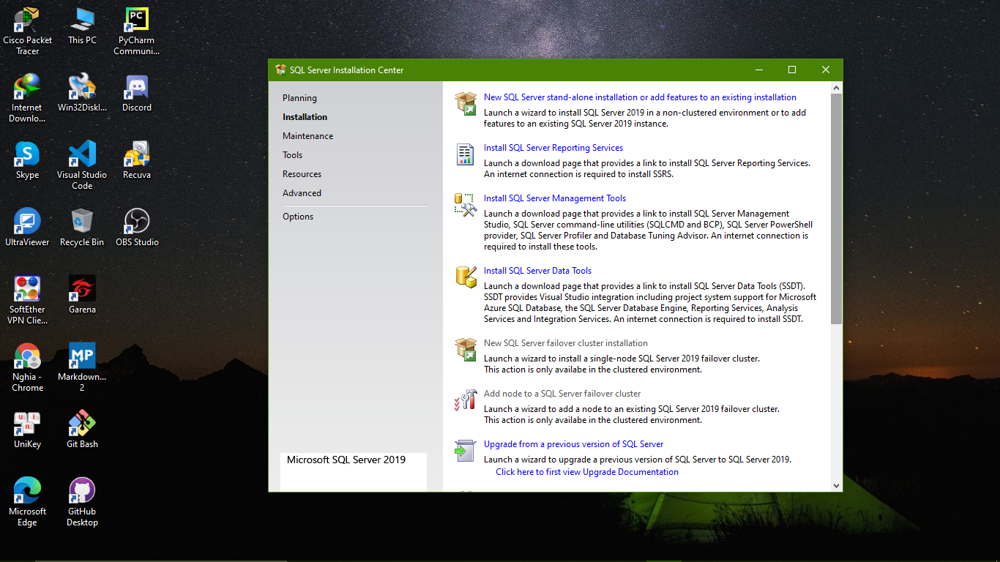 Cisco Packet
Tracer
This PC
PyCharm
Communi...
Internet
Downlo...
Win32DiskI...
Discord
Skype
Visual Studio
Code
Recuva
UltraViewer
Recycle Bin
OBS Studio
SoftEther
VPN Clie...
Garena
Nghia -
Chrome
Markdown...
2
UniKey
Git Bash
Microsoft
Edge
GitHub
Desktop
SQL Server Installation Center
Planning
Installation
Maintenance
Tools
Resources
Advanced
Options
Microsoft SQL Server 2019
New SQL Server stand-alone installation or add features to an existing installation
Launch a wizard to install SQL Server 2019 in a non-clustered environment or to add
features to an existing SQL Server 2019 instance.
Install SQL Server Reporting Services
Launch a download page that provides a link to install SQL Server Reporting Services.
An internet connection is required to install SSRS.
Install SQL Server Management Tools
Launch a download page that provides a link to install SQL Server Management
Studio, SQL Server command-line utilities (SQLCMD and BCP), SQL Server PowerShell
provider, SQL Server Profiler and Database Tuning Advisor. An internet connection is
required to install these tools.
Install SQL Server Data Tools
Launch a download page that provides a link to install SQL Server Data Tools (SSDT).
SSDT provides Visual Studio integration including project system support for Microsoft
Azure SQL Database, the SQL Server Database Engine, Reporting Services, Analysis
Services and Integration Services. An internet connection is required to install SSDT.
New SQL Server failover cluster installation
Launch a wizard to install a single-node SQL Server 2019 failover cluster.
This action is only availabe in the clustered environment.
Add node to a SQL Server failover cluster
Launch a wizard to add a node to an existing SQL Server 2019 failover cluster.
This action is only availabe in the clustered environment.
Upgrade from a previous version of SQL Server
Launch a wizard to upgrade a previous version of SQL Server to SQL Server 2019.
Click here to first view Upgrade Documentation